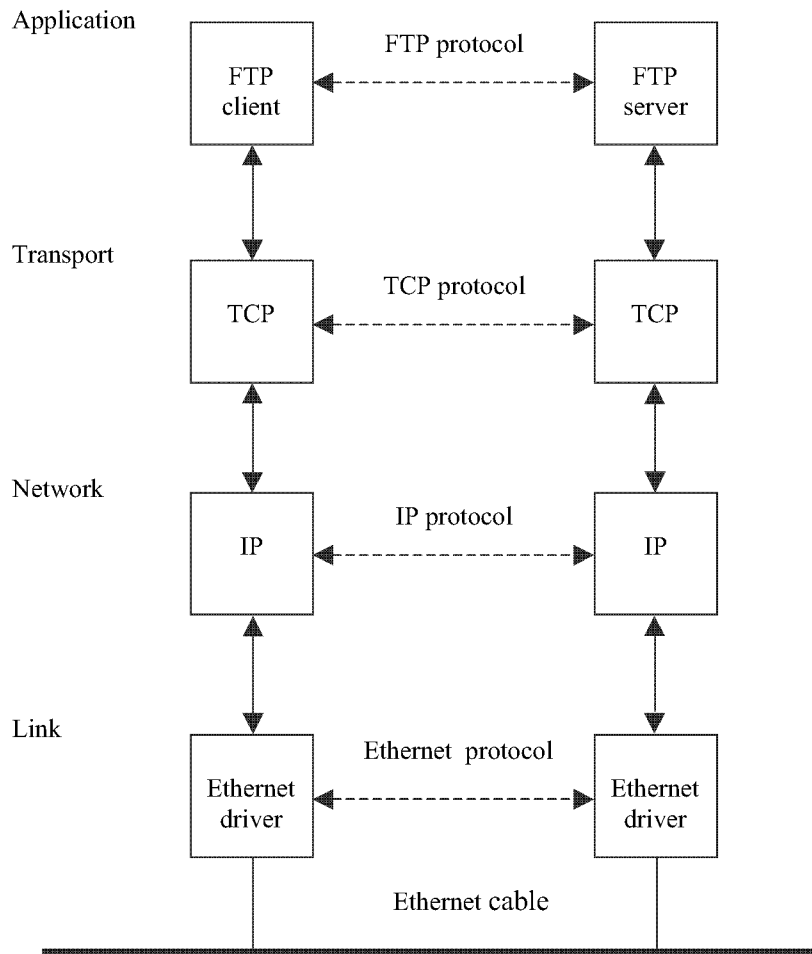 Application
FTP protocol
FTP
client
FTP
server
Transport
TCP protocol
TCP
TCP
Network
IP protocol
IP
IP
Link
Ethernet protocol
Ethernet
driver
Ethernet
driver
Ethernet cable